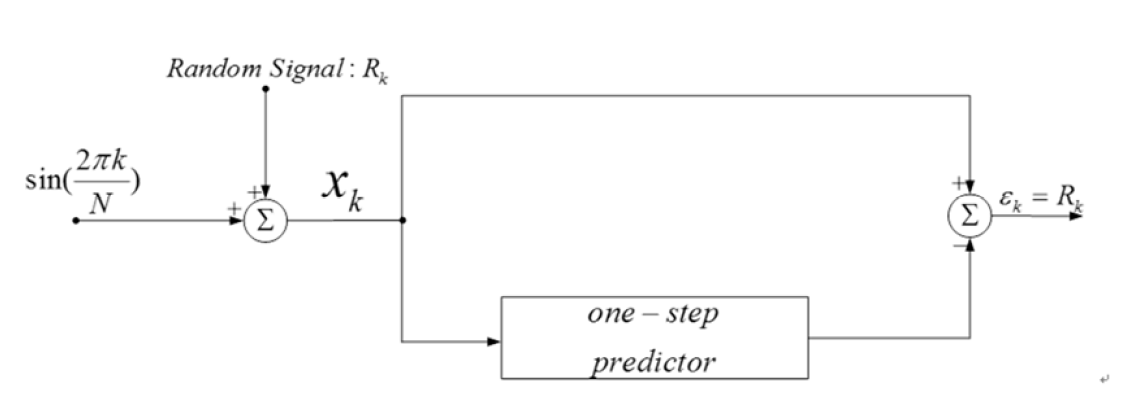 Random Signal : R_k
sin(2πk/N)
+
+
Σ
x_k
+
Σ
−
ε_k = R_k
one – step
predictor